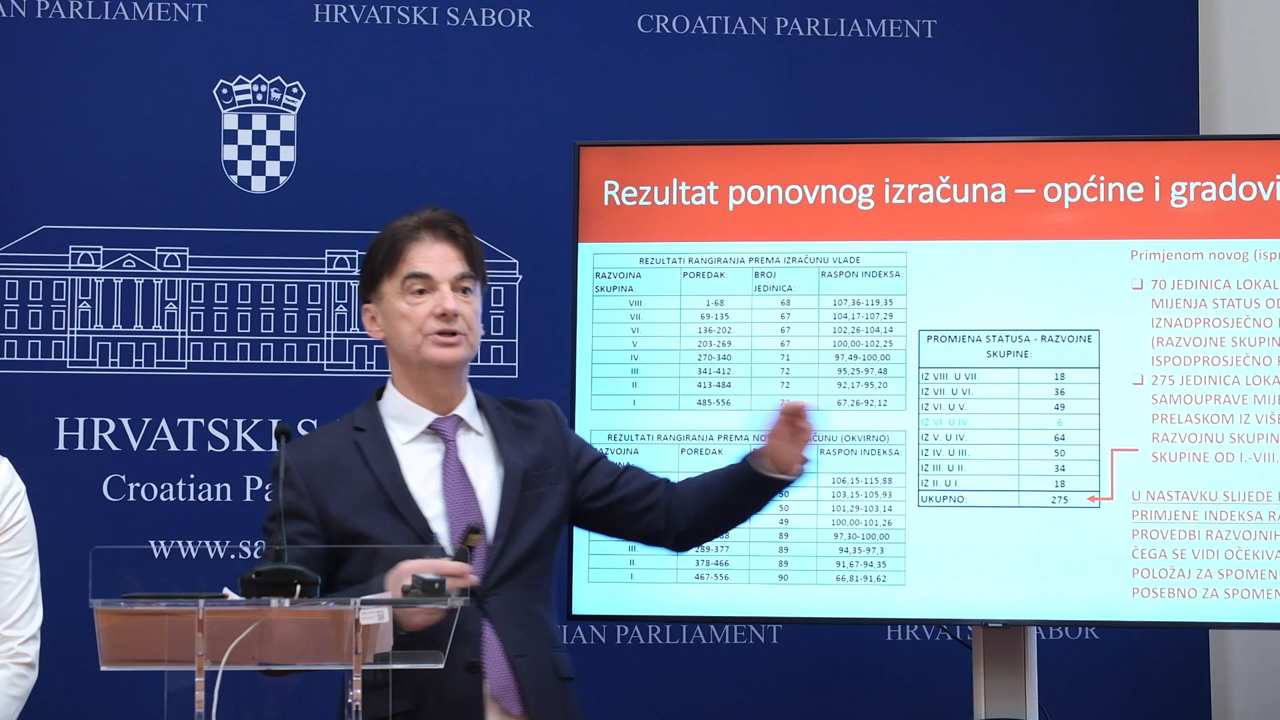 AN PARLIAMENT
HRVATSKI SABOR
CROATIAN PARLIAMENT
HRVATSKI S
Croatian Pa
www.sa
Rezultat ponovnog izračuna – općine i gradovi
REZULTATI RANGIRANJA PREMA IZRAČUNU VLADE
RAZVOJNA SKUPINA: POREDAK: BROJ JEDINICA: RASPON INDEKSA:
VIII. 1-68. 68 107,36-119,35
VII. 69-135. 67 104,17-107,29
VI. 136-202. 67 102,26-104,14
V. 203-269. 67 100,00-102,25
IV. 270-340. 71 97,49-100,00
III. 341-412. 72 95,25-97,48
II. 413-484. 72 92,17-95,20
I. 485-556. 67,26-92,12
REZULTATI RANGIRANJA PREMA NO ČUNU (OKVIRNO)
RAZVOJNA POREDAK: RASPON INDEKSA:
106,15-115,88
50 103,15-105,93
50 101,29-103,14
49 100,00-101,26
89 97,30-100,00
III. 289-377. 89 94,35-97,3
II. 378-466. 89 91,67-94,35
I. 467-556. 90 66,81-91,62
PROMJENA STATUSA - RAZVOJNE
SKUPINE:
IZ VIII. U VII. 18
IZ VII. U VI. 36
IZ VI. U V. 49
IZ VI. U IV. 6
IZ V. U IV. 64
IZ IV. U III. 50
IZ III. U II. 34
IZ II. U I. 18
UKUPNO: 275
Primjenom novog (isp
70 JEDINICA LOKAL
MIJENJA STATUS OD
IZNADPROSJEČNO
(RAZVOJNE SKUPIN
ISPODPROSJEČNO
275 JEDINICA LOKA
SAMOUPRAVE MIJE
PRELASKOM IZ VIŠE
RAZVOJNU SKUPIN
SKUPINE OD I.-VIII.
U NASTAVKU SLIJEDE
PRIMJENE INDEKSA RA
PROVEDBI RAZVOJNIH
ČEGA SE VIDI OČEKIVA
POLOŽAJ ZA SPOMEN
POSEBNO ZA SPOMEN
IAN PARLIAMENT
HRVATSKI SABOR